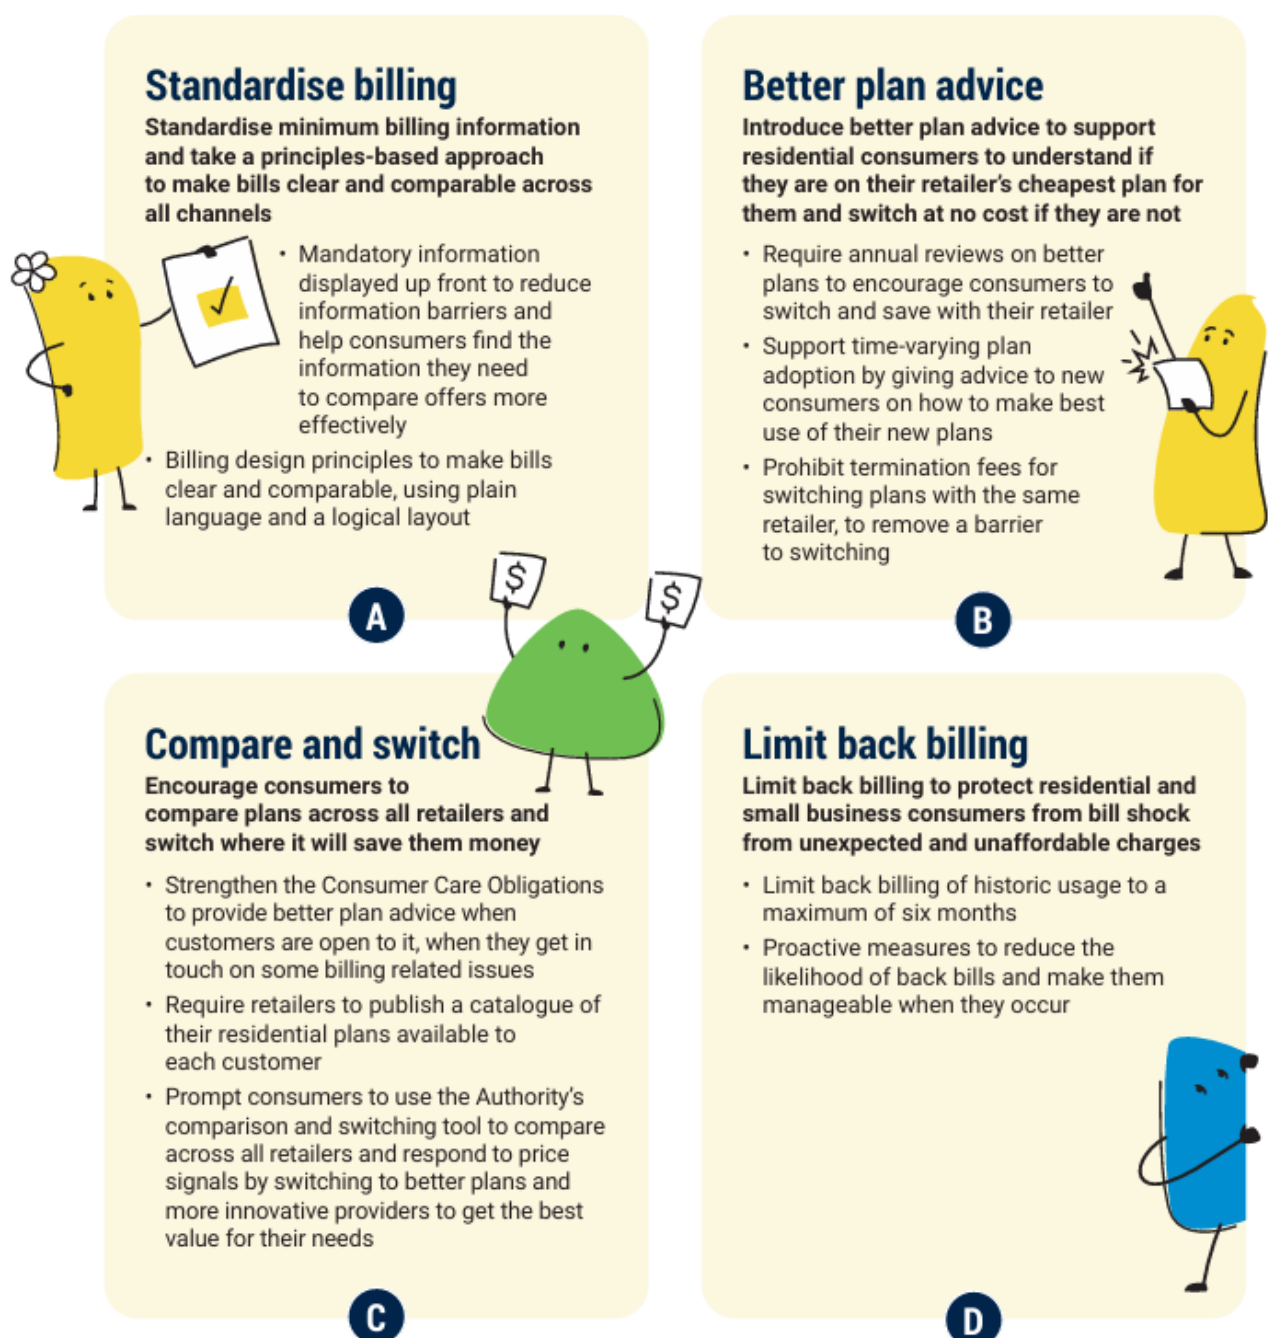 Standardise billing
Standardise minimum billing information
and take a principles-based approach
to make bills clear and comparable across
all channels
• Mandatory information
displayed up front to reduce
information barriers and
help consumers find the
information they need
to compare offers more
effectively
• Billing design principles to make bills
clear and comparable, using plain
language and a logical layout
A
Better plan advice
Introduce better plan advice to support
residential consumers to understand if
they are on their retailer's cheapest plan for
them and switch at no cost if they are not
• Require annual reviews on better
plans to encourage consumers to
switch and save with their retailer
• Support time-varying plan
adoption by giving advice to new
consumers on how to make best
use of their new plans
• Prohibit termination fees for
switching plans with the same
retailer, to remove a barrier
to switching
B
$
$
Compare and switch
Encourage consumers to
compare plans across all retailers and
switch where it will save them money
• Strengthen the Consumer Care Obligations
to provide better plan advice when
customers are open to it, when they get in
touch on some billing related issues
• Require retailers to publish a catalogue of
their residential plans available to
each customer
• Prompt consumers to use the Authority's
comparison and switching tool to compare
across all retailers and respond to price
signals by switching to better plans and
more innovative providers to get the best
value for their needs
C
Limit back billing
Limit back billing to protect residential and
small business consumers from bill shock
from unexpected and unaffordable charges
• Limit back billing of historic usage to a
maximum of six months
• Proactive measures to reduce the
likelihood of back bills and make them
manageable when they occur
D